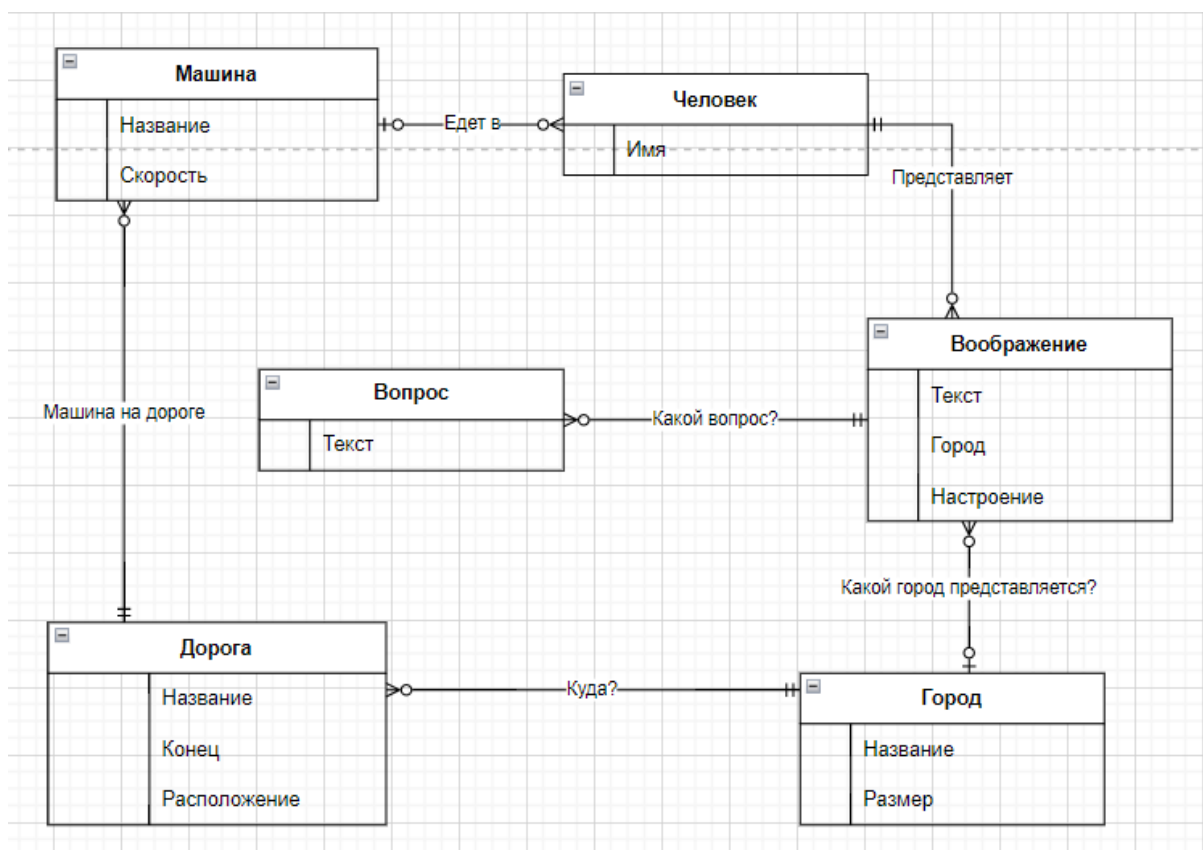 Машина
Название
Скорость
Едет в
Человек
Имя
Представляет
Воображение
Текст
Город
Настроение
Вопрос
Текст
Какой вопрос?
Машина на дороге
Какой город представляется?
Дорога
Название
Конец
Расположение
Куда?
Город
Название
Размер